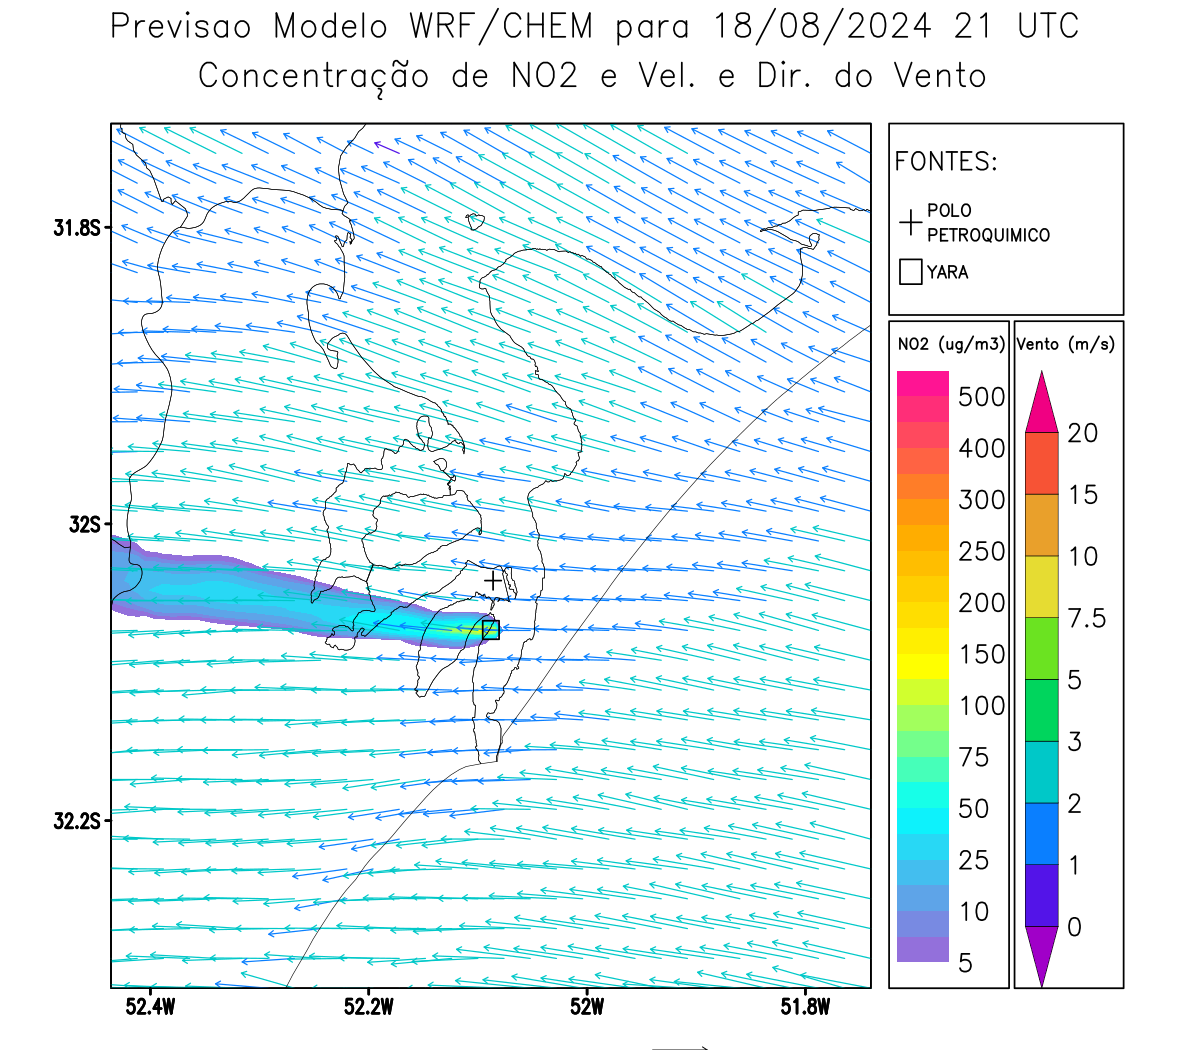 Previsao Modelo WRF/CHEM para 18/08/2024 21 UTC
Concentração de NO2 e Vel. e Dir. do Vento
FONTES:
POLO
PETROQUIMICO
YARA
NO2 (ug/m3)
500
400
300
250
200
150
100
75
50
25
10
5
Vento (m/s)
20
15
10
7.5
5
3
2
1
0
31.8S
32S
32.2S
52.4W
52.2W
52W
51.8W